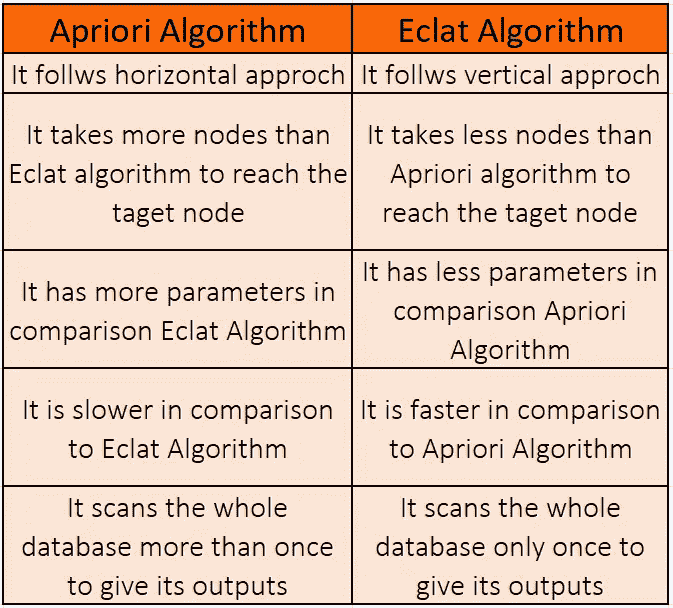 Apriori Algorithm
Eclat Algorithm
It follws horizontal approch
It follws vertical approch
It takes more nodes than
Eclat algorithm to reach the
taget node
It takes less nodes than
Apriori algorithm to
reach the taget node
It has more parameters in
comparison Eclat Algorithm
It has less parameters in
comparison Apriori
Algorithm
It is slower in comparison
to Eclat Algorithm
It is faster in comparison
to Apriori Algorithm
It scans the whole
database more than once
to give its outputs
It scans the whole
database only once to
give its outputs